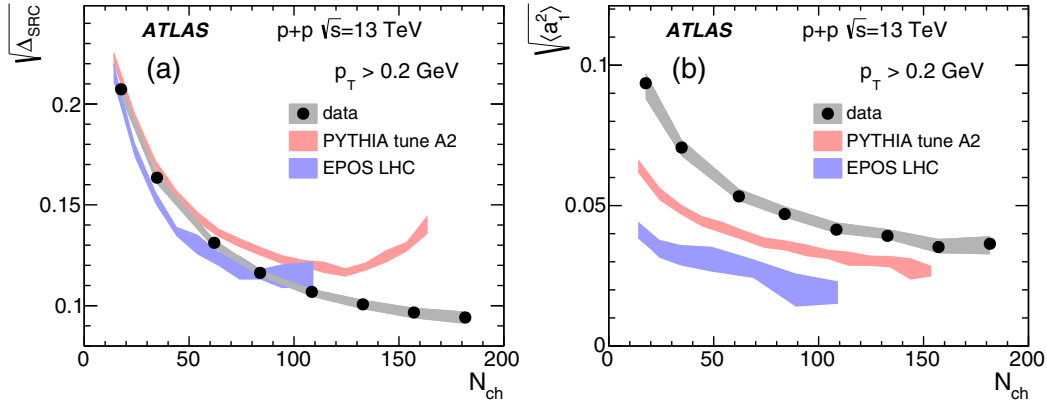 √Δ_SRC
ATLAS
p+p √s=13 TeV
(a)
p_T > 0.2 GeV
data
PYTHIA tune A2
EPOS LHC
0.2
0.15
0.1
0 50 100 150 200
N_ch
√⟨a_1^2⟩
ATLAS
p+p √s=13 TeV
(b)
p_T > 0.2 GeV
data
PYTHIA tune A2
EPOS LHC
0.1
0.05
0
0 50 100 150 200
N_ch